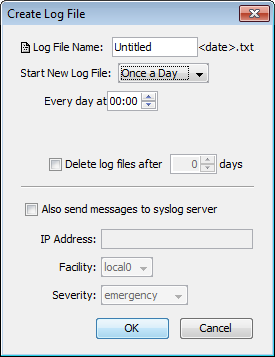 Create Log File
Log File Name: Untitled <date>.txt
Start New Log File: Once a Day
Every day at 00:00
Delete log files after 0 days
Also send messages to syslog server
IP Address:
Facility: local0
Severity: emergency
OK Cancel